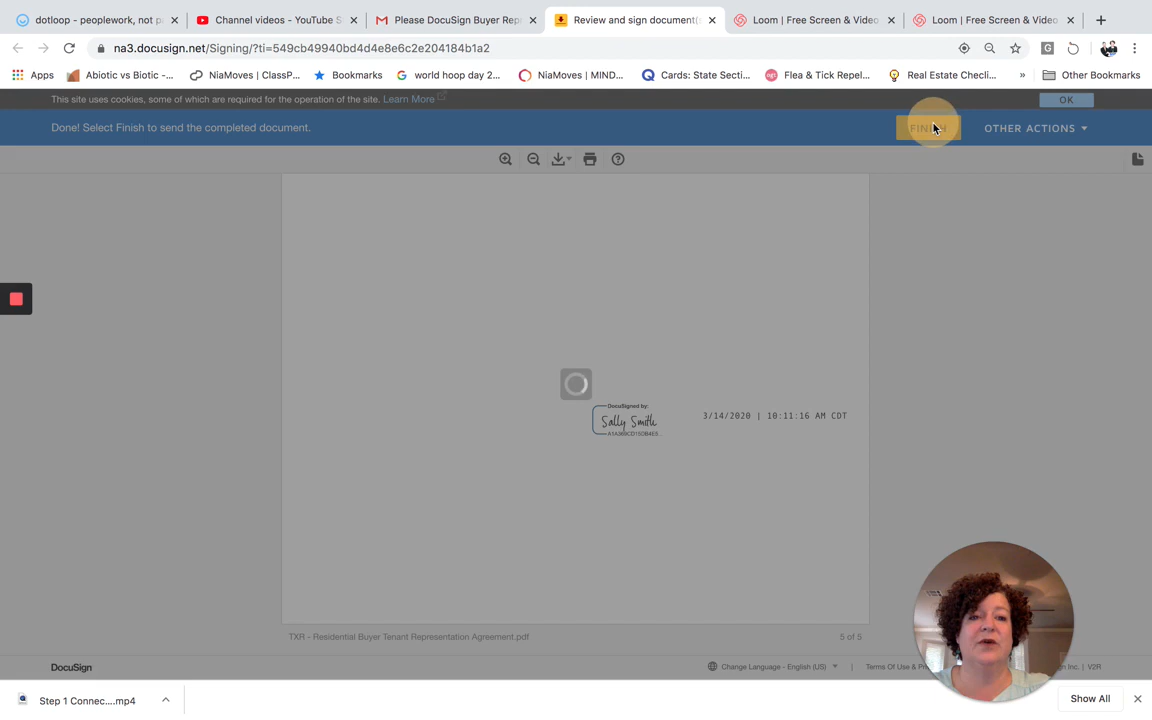 dotloop - peoplework, not pa
Channel videos - YouTube S
Please DocuSign Buyer Rep
Review and sign document(
Loom | Free Screen & Video
Loom | Free Screen & Video
na3.docusign.net/Signing/?ti=549cb49940bd4d4e8e6c2e204184b1a2
Apps
Abiotic vs Biotic -...
NiaMoves | ClassP...
Bookmarks
world hoop day 2...
NiaMoves | MIND...
Cards: State Secti...
Flea & Tick Repel...
Real Estate Checli...
»
Other Bookmarks
This site uses cookies, some of which are required for the operation of the site. Learn More
OK
Done! Select Finish to send the completed document.
FINISH
OTHER ACTIONS
DocuSigned by:
Sally Smith
3/14/2020 | 10:11:16 AM CDT
TXR - Residential Buyer Tenant Representation Agreement.pdf
5 of 5
DocuSign
Change Language - English (US)
| Terms Of Use & Pr
Inc. | V2R
Step 1 Connec....mp4
Show All